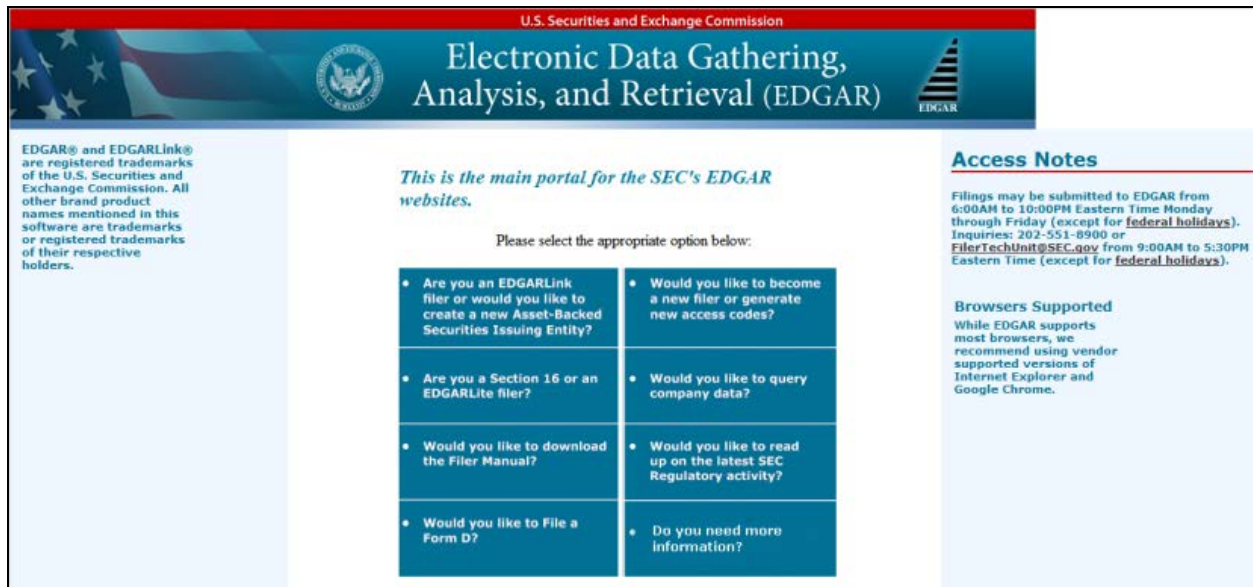 U.S. Securities and Exchange Commission
Electronic Data Gathering,
Analysis, and Retrieval (EDGAR)
EDGAR
EDGAR® and EDGARLink®
are registered trademarks
of the U.S. Securities and
Exchange Commission. All
other brand product
names mentioned in this
software are trademarks
or registered trademarks
of their respective
holders.
This is the main portal for the SEC's EDGAR
websites.
Please select the appropriate option below:
• Are you an EDGARLink
filer or would you like to
create a new Asset-Backed
Securities Issuing Entity?
• Would you like to become
a new filer or generate
new access codes?
• Are you a Section 16 or an
EDGARLite filer?
• Would you like to query
company data?
• Would you like to download
the Filer Manual?
• Would you like to read
up on the latest SEC
Regulatory activity?
• Would you like to File a
Form D?
• Do you need more
information?
Access Notes
Filings may be submitted to EDGAR from
6:00AM to 10:00PM Eastern Time Monday
through Friday (except for federal holidays).
Inquiries: 202-551-8900 or
FilerTechUnit@SEC.gov from 9:00AM to 5:30PM
Eastern Time (except for federal holidays).
Browsers Supported
While EDGAR supports
most browsers, we
recommend using vendor
supported versions of
Internet Explorer and
Google Chrome.